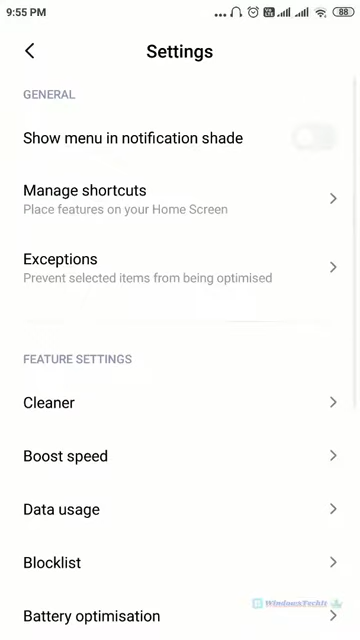 9:55 PM ... 88
Settings
GENERAL
Show menu in notification shade
Manage shortcuts
Place features on your Home Screen
Exceptions
Prevent selected items from being optimised
FEATURE SETTINGS
Cleaner
Boost speed
Data usage
Blocklist
WindowsTechIt
Battery optimisation